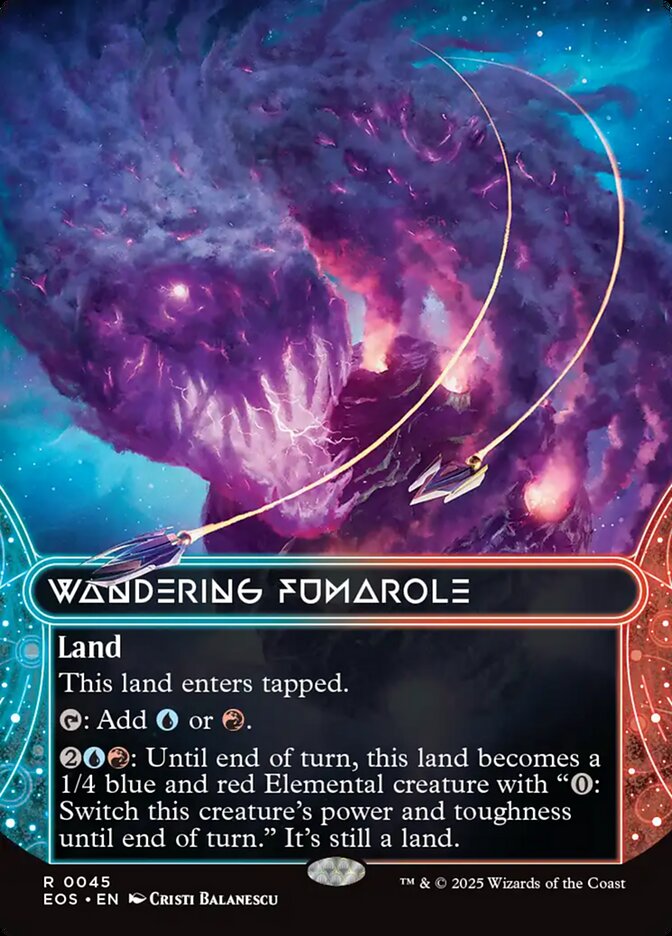 WANDERING FUMAROLE
Land
This land enters tapped.
: Add or .
2: Until end of turn, this land becomes a
1/4 blue and red Elemental creature with “0:
Switch this creature’s power and toughness
until end of turn.” It’s still a land.
R 0045
EOS • EN CRISTI BALANESCU
™ & © 2025 Wizards of the Coast